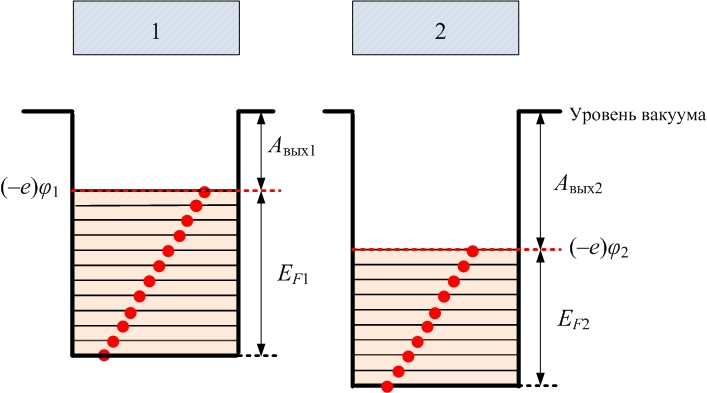 1
2
Уровень вакуума
Aвых1
Aвых2
(–e)φ1
(–e)φ2
EF1
EF2